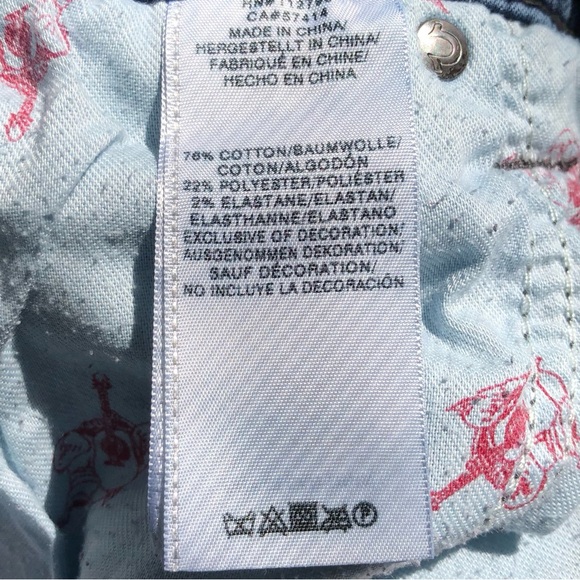 CA#57414
MADE IN CHINA/
HERGESTELLT IN CHINA/
FABRIQUÉ EN CHINE/
HECHO EN CHINA
76% COTTON/BAUMWOLLE/
COTON/ALGODÓN
22% POLYESTER/POLIÉSTER
2% ELASTANE/ELASTAN/
ELASTHANNE/ELASTANO
EXCLUSIVE OF DECORATION/
AUSGENOMMEN DEKORATION/
SAUF DÉCORATION/
NO INCLUYE LA DECORACIÓN